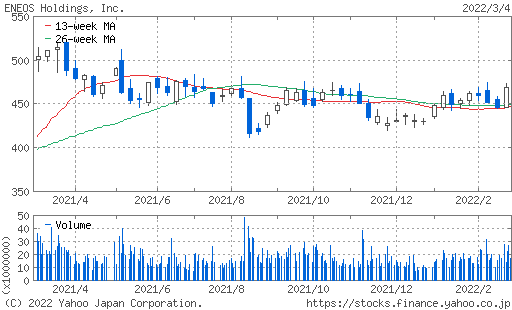 ENEOS Holdings, Inc. 2022/3/4
13-week MA
26-week MA
550
500
450
400
350
2021/4 2021/6 2021/8 2021/10 2021/12 2022/2
Volume
50
40
30
20
10
0
(x1000000)
2021/4 2021/6 2021/8 2021/10 2021/12 2022/2
(C) 2022 Yahoo Japan Corporation. https://stocks.finance.yahoo.co.jp